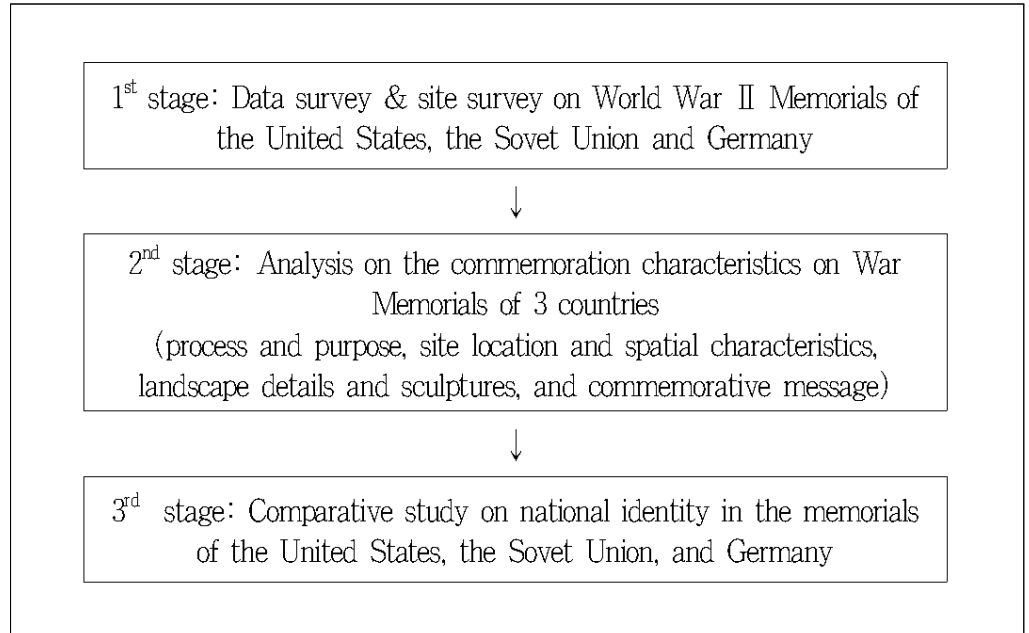 1st stage: Data survey & site survey on World War Ⅱ Memorials of
the United States, the Sovet Union and Germany
↓
2nd stage: Analysis on the commemoration characteristics on War
Memorials of 3 countries
(process and purpose, site location and spatial characteristics,
landscape details and sculptures, and commemorative message)
↓
3rd stage: Comparative study on national identity in the memorials
of the United States, the Sovet Union, and Germany